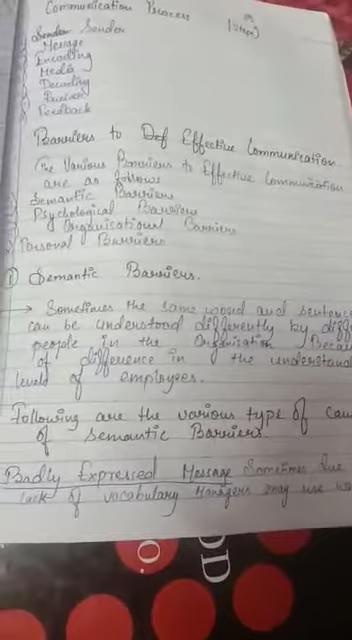 Communication Process
Sender
Message
Encoding
Media
Decoding
Receiver
Feedback
Barriers to Effective Communication
The Various Barriers to Effective Communication
are as follows
Semantic Barriers
Psychological Barriers
Organisational Barriers
Personal Barriers
① Semantic Barriers.
→ Sometimes the same word and sentence
can be understood differently by diff
people in the Organisation Becau
of difference in the understand
levels of employees.
Following are the various type of cau
of semantic Barriers
Badly Expressed Message Sometimes due
lack of vocabulary Managers may use
O.
DD